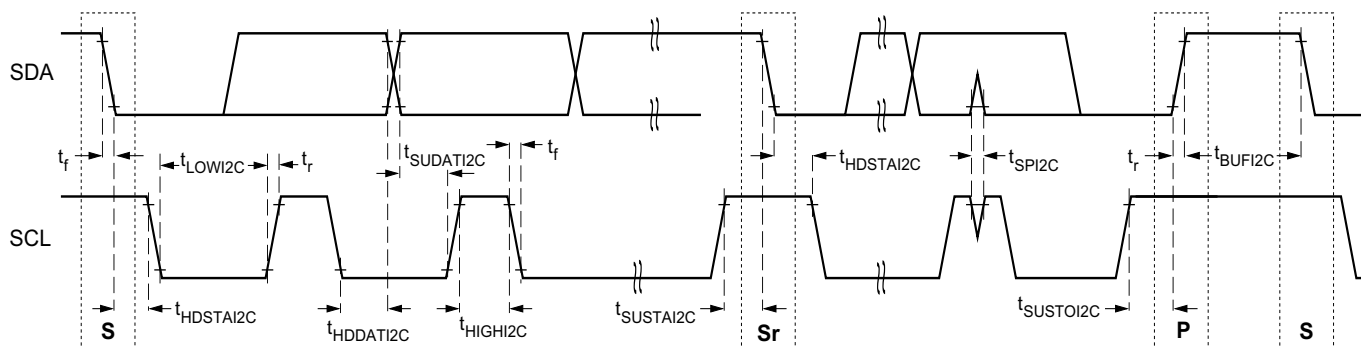 SDA
t_f t_LOWI2C t_r t_SUDATI2C t_f t_HDSTAI2C t_SPI2C t_r t_BUFI2C
SCL
t_HDSTAI2C t_HDDATI2C t_HIGHI2C t_SUSTAI2C t_SUSTOI2C
S Sr P S